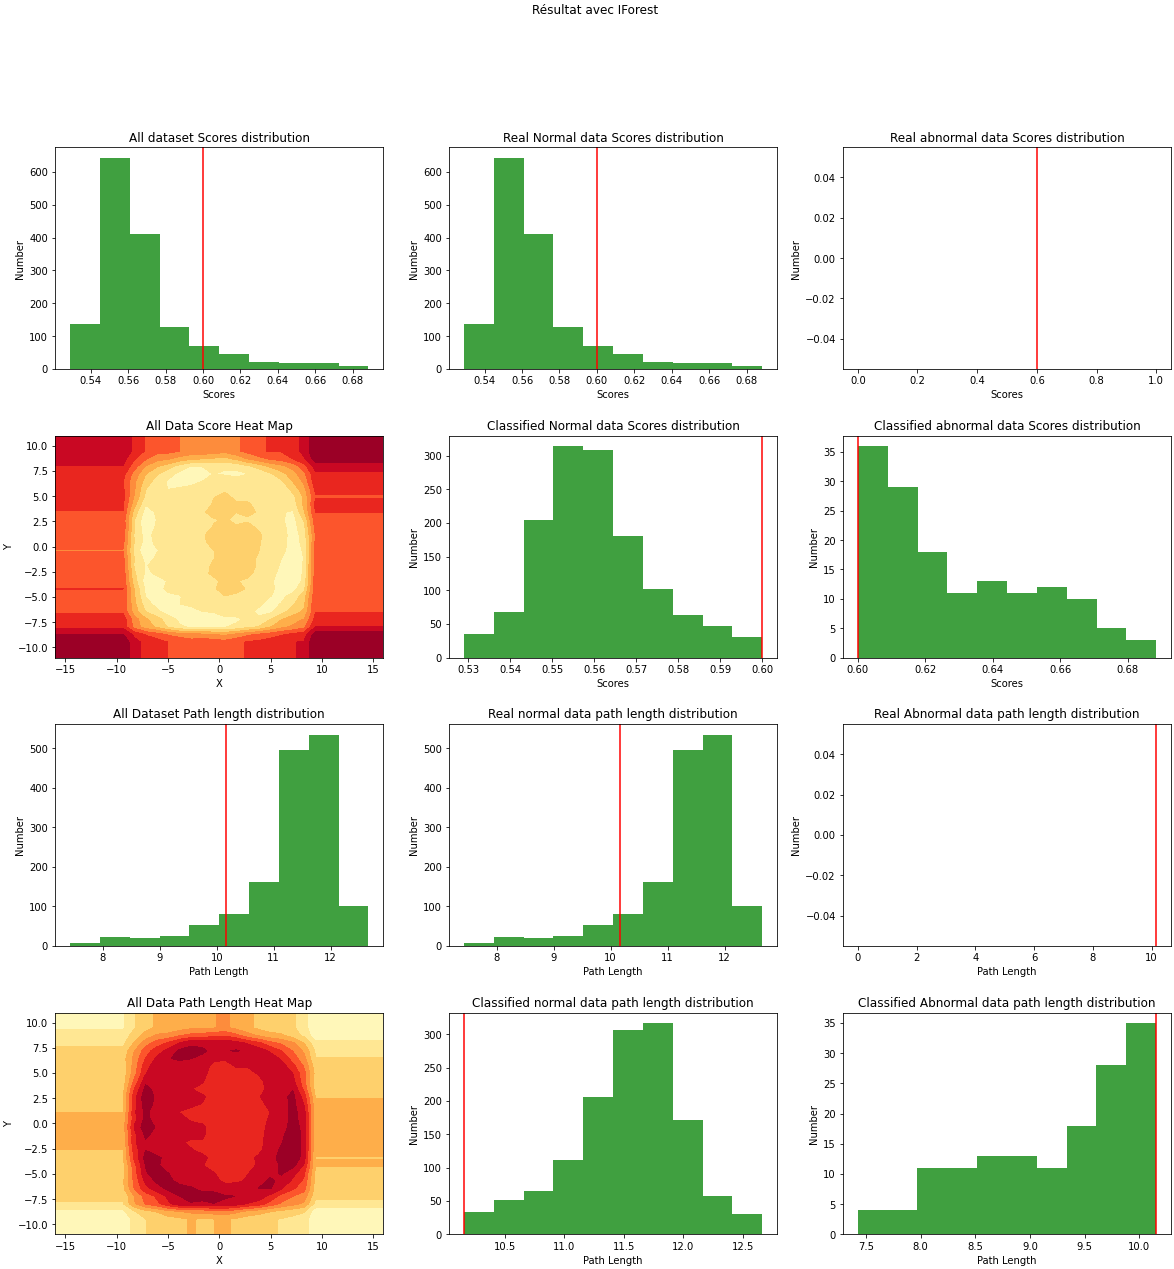 Résultat avec IForest
All dataset Scores distribution
Number
600
500
400
300
200
100
0
0.54 0.56 0.58 0.60 0.62 0.64 0.66 0.68
Scores
Real Normal data Scores distribution
Number
600
500
400
300
200
100
0
0.54 0.56 0.58 0.60 0.62 0.64 0.66 0.68
Scores
Real abnormal data Scores distribution
Number
0.04
0.02
0.00
−0.02
−0.04
0.0 0.2 0.4 0.6 0.8 1.0
Scores
All Data Score Heat Map
Y
10.0
7.5
5.0
2.5
0.0
−2.5
−5.0
−7.5
−10.0
−15 −10 −5 0 5 10 15
X
Classified Normal data Scores distribution
Number
300
250
200
150
100
50
0
0.53 0.54 0.55 0.56 0.57 0.58 0.59 0.60
Scores
Classified abnormal data Scores distribution
Number
35
30
25
20
15
10
5
0
0.60 0.62 0.64 0.66 0.68
Scores
All Dataset Path length distribution
Number
500
400
300
200
100
0
8 9 10 11 12
Path Length
Real normal data path length distribution
Number
500
400
300
200
100
0
8 9 10 11 12
Path Length
Real Abnormal data path length distribution
Number
0.04
0.02
0.00
−0.02
−0.04
0 2 4 6 8 10
Path Length
All Data Path Length Heat Map
Y
10.0
7.5
5.0
2.5
0.0
−2.5
−5.0
−7.5
−10.0
−15 −10 −5 0 5 10 15
X
Classified normal data path length distribution
Number
300
250
200
150
100
50
0
10.5 11.0 11.5 12.0 12.5
Path Length
Classified Abnormal data path length distribution
Number
35
30
25
20
15
10
5
0
7.5 8.0 8.5 9.0 9.5 10.0
Path Length